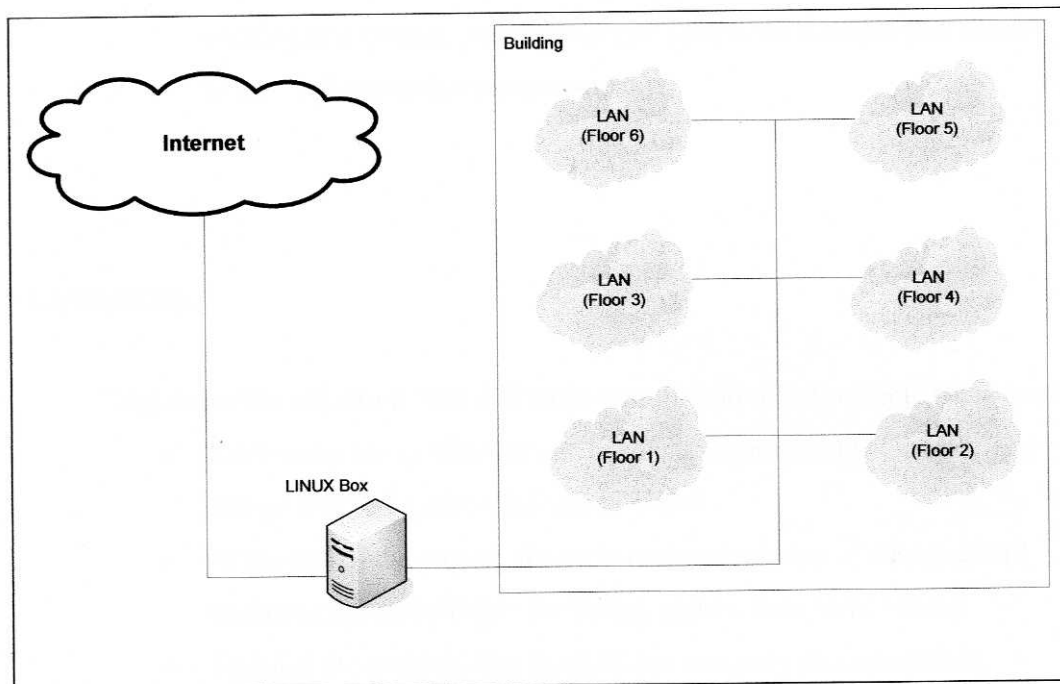 Building
Internet
LAN
(Floor 6)
LAN
(Floor 5)
LAN
(Floor 3)
LAN
(Floor 4)
LAN
(Floor 1)
LAN
(Floor 2)
LINUX Box